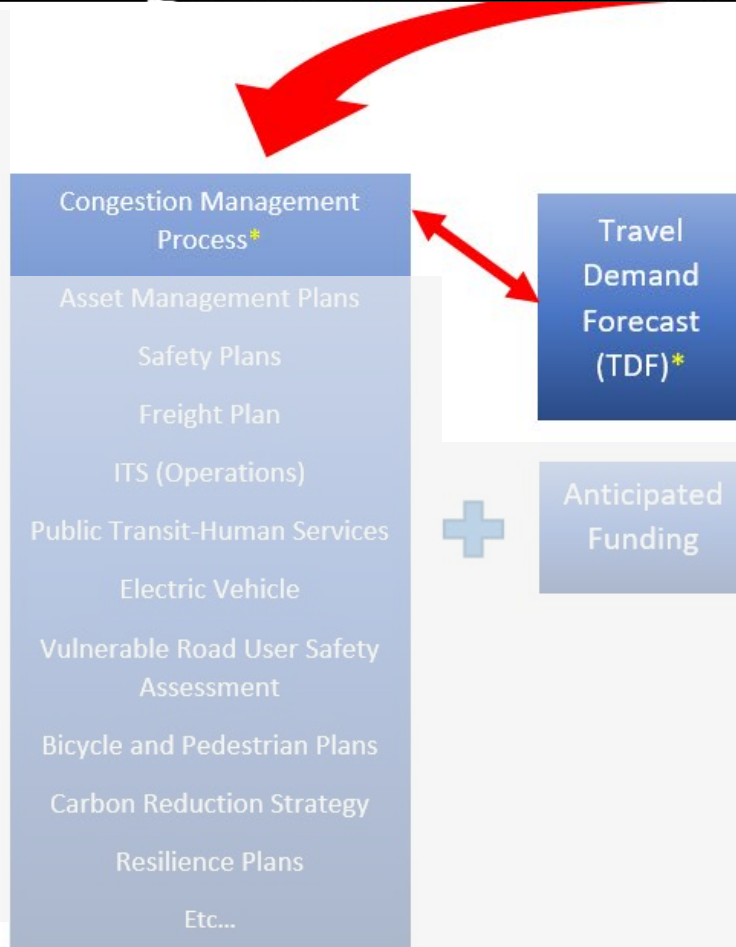 Congestion Management
Process*
Asset Management Plans
Safety Plans
Freight Plan
ITS (Operations)
Public Transit-Human Services
Electric Vehicle
Vulnerable Road User Safety
Assessment
Bicycle and Pedestrian Plans
Carbon Reduction Strategy
Resilience Plans
Etc...
Travel
Demand
Forecast
(TDF)*
Anticipated
Funding